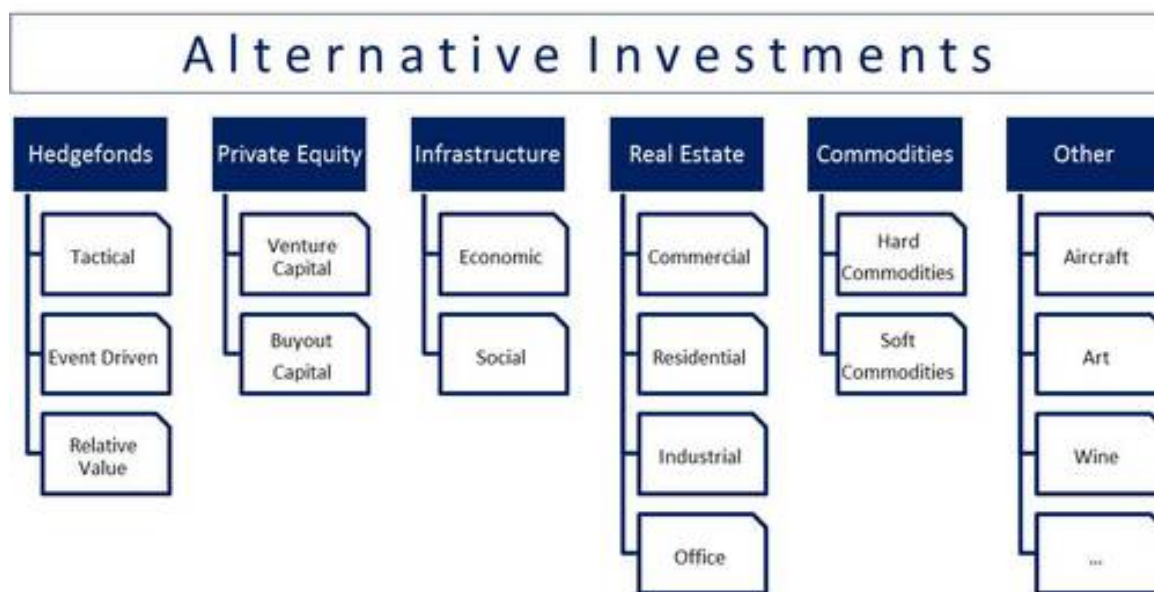 Alternative Investments
Hedgefonds
Private Equity
Infrastructure
Real Estate
Commodities
Other
Tactical
Venture
Capital
Economic
Commercial
Hard
Commodities
Aircraft
Event Driven
Buyout
Capital
Social
Residential
Soft
Commodities
Art
Relative
Value
Industrial
Wine
Office
...